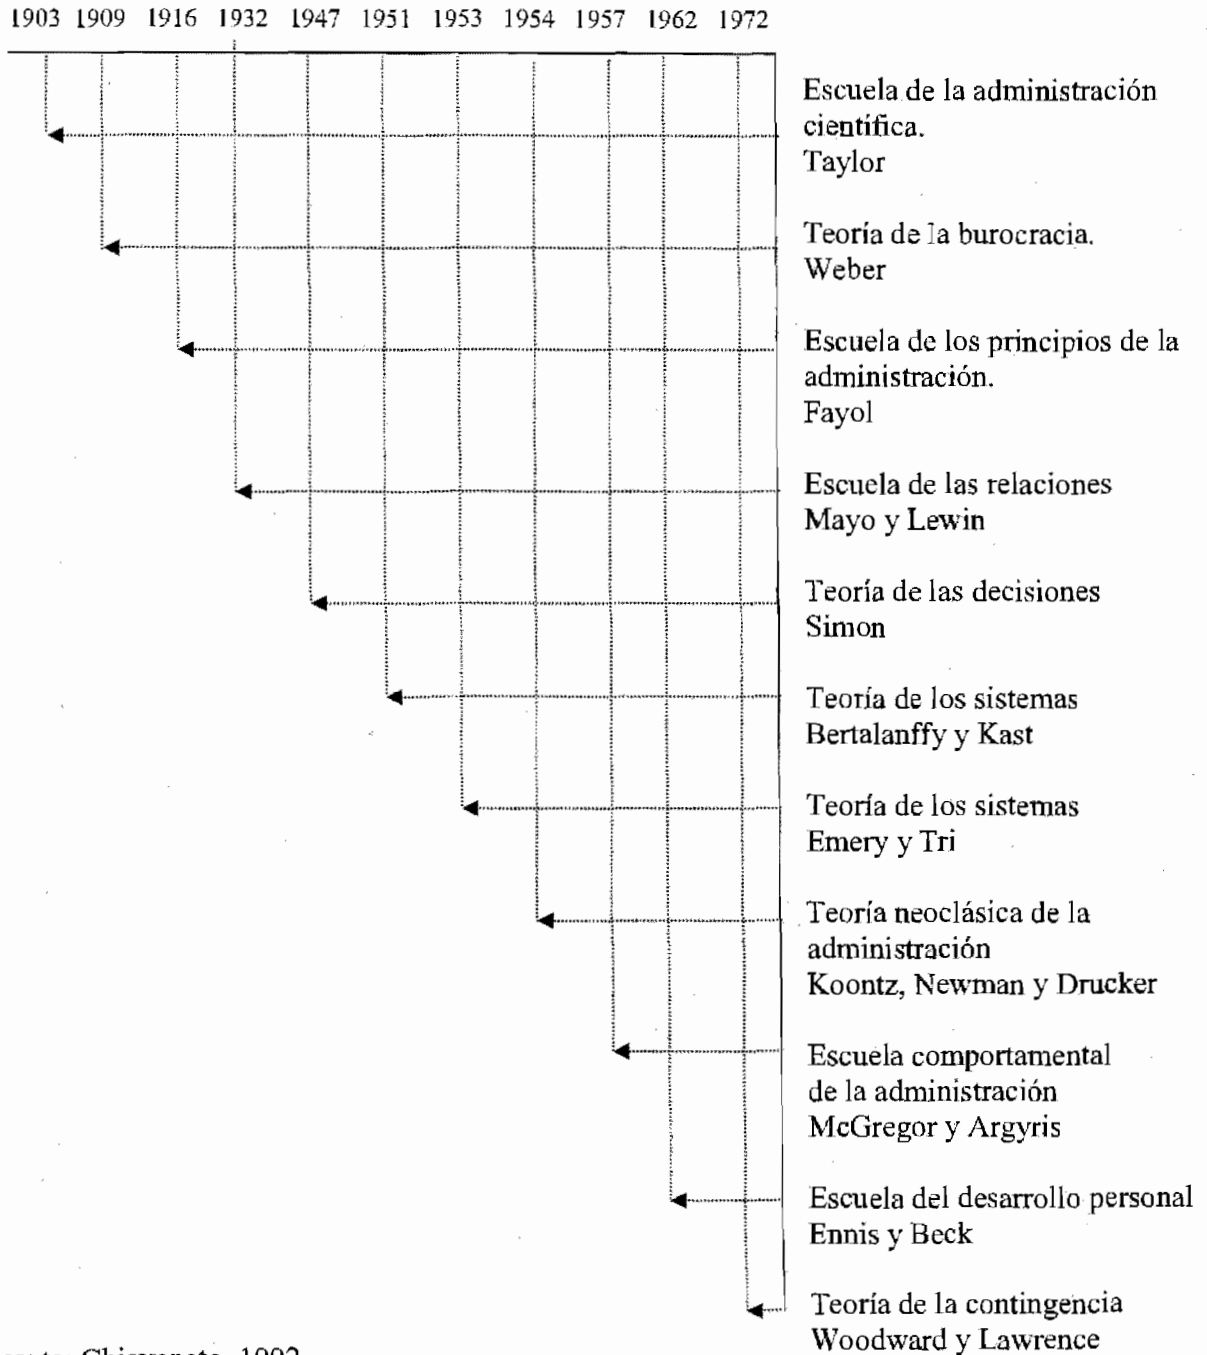 1903 1909 1916 1932 1947 1951 1953 1954 1957 1962 1972
Escuela de la administración
científica.
Taylor
Teoría de la burocracia.
Weber
Escuela de los principios de la
administración.
Fayol
Escuela de las relaciones
Mayo y Lewin
Teoría de las decisiones
Simon
Teoría de los sistemas
Bertalanffy y Kast
Teoría de los sistemas
Emery y Tri
Teoría neoclásica de la
administración
Koontz, Newman y Drucker
Escuela comportamental
de la administración
McGregor y Argyris
Escuela del desarrollo personal
Ennis y Beck
Teoría de la contingencia
Woodward y Lawrence